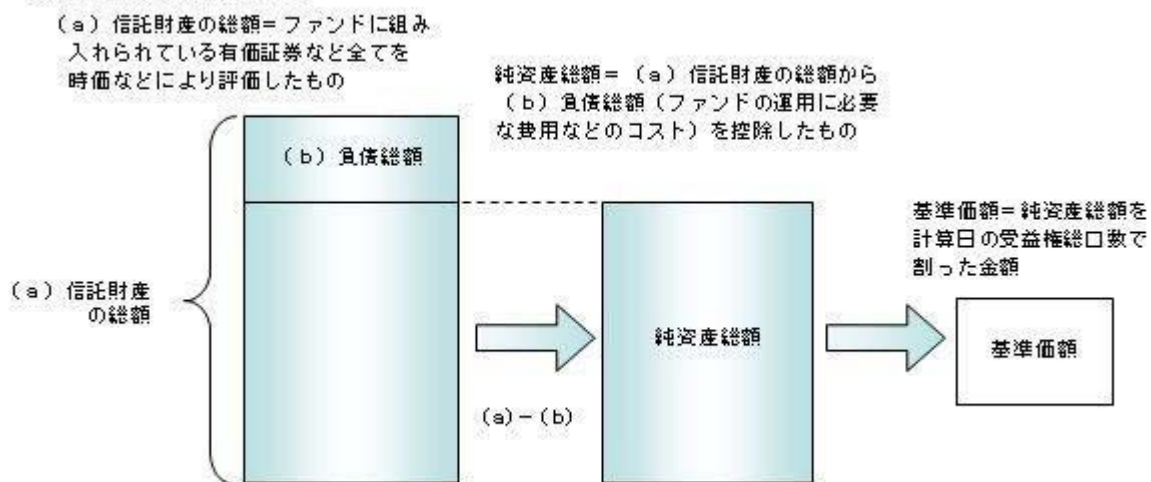 (a)信託財産の総額=ファンドに組み
入れられている有価証券など全てを
時価などにより評価したもの
純資産総額=(a)信託財産の総額から
(b)負債総額(ファンドの運用に必要
な費用などのコスト)を控除したもの
(b)負債総額
基準価額=純資産総額を
計算日の受益権総口数で
割った金額
(a)信託財産
の総額
純資産総額
基準価額
(a)-(b)